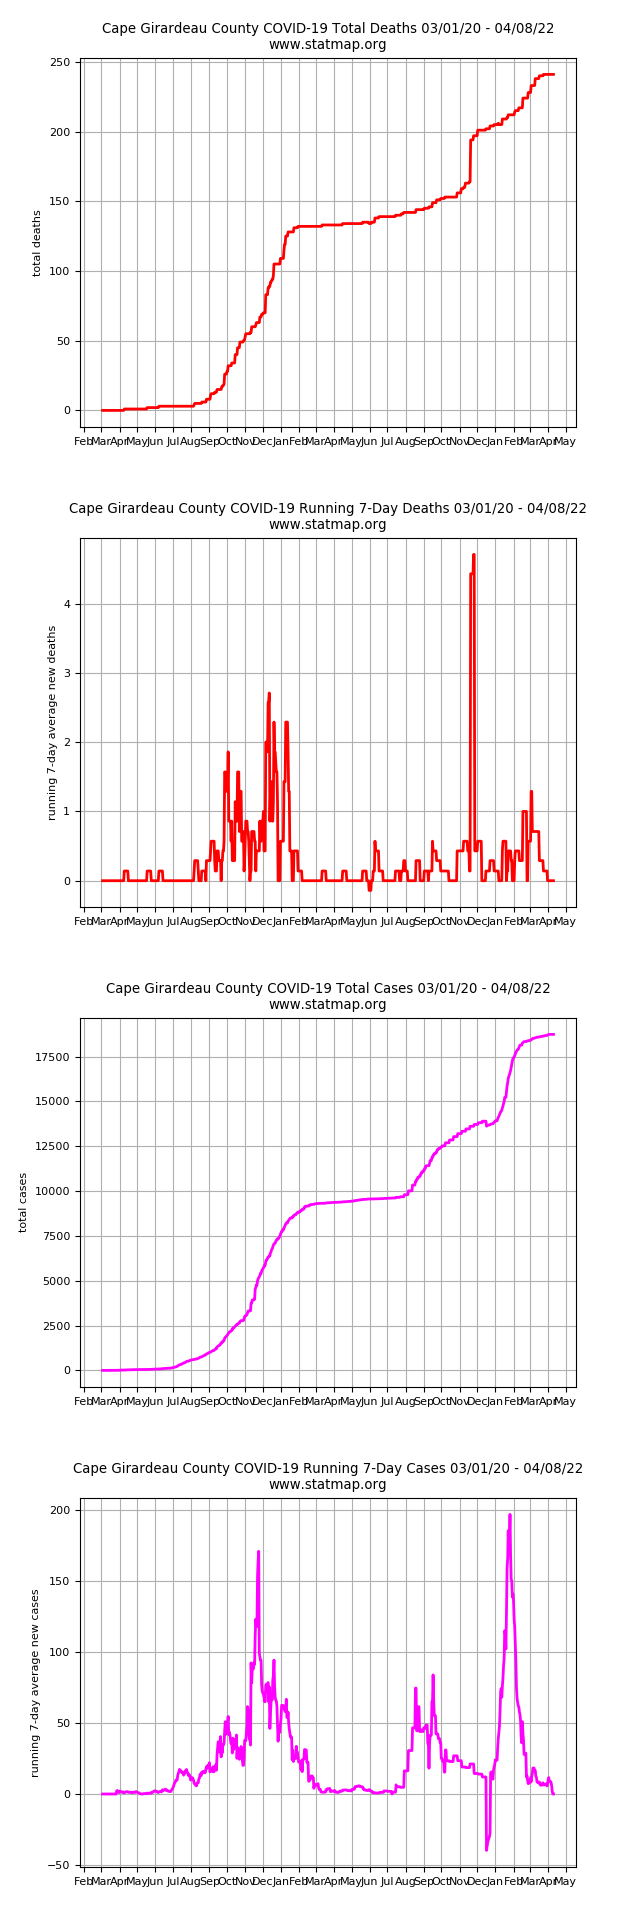 Cape Girardeau County COVID-19 Total Deaths 03/01/20 - 04/08/22
www.statmap.org
250
200
150
100
50
0
total deaths
Feb Mar Apr May Jun Jul Aug Sep Oct Nov Dec Jan Feb Mar Apr May Jun Jul Aug Sep Oct Nov Dec Jan Feb Mar Apr May
Cape Girardeau County COVID-19 Running 7-Day Deaths 03/01/20 - 04/08/22
www.statmap.org
4
3
2
1
0
running 7-day average new deaths
Feb Mar Apr May Jun Jul Aug Sep Oct Nov Dec Jan Feb Mar Apr May Jun Jul Aug Sep Oct Nov Dec Jan Feb Mar Apr May
Cape Girardeau County COVID-19 Total Cases 03/01/20 - 04/08/22
www.statmap.org
17500
15000
12500
10000
7500
5000
2500
0
total cases
Feb Mar Apr May Jun Jul Aug Sep Oct Nov Dec Jan Feb Mar Apr May Jun Jul Aug Sep Oct Nov Dec Jan Feb Mar Apr May
Cape Girardeau County COVID-19 Running 7-Day Cases 03/01/20 - 04/08/22
www.statmap.org
200
150
100
50
0
−50
running 7-day average new cases
Feb Mar Apr May Jun Jul Aug Sep Oct Nov Dec Jan Feb Mar Apr May Jun Jul Aug Sep Oct Nov Dec Jan Feb Mar Apr May